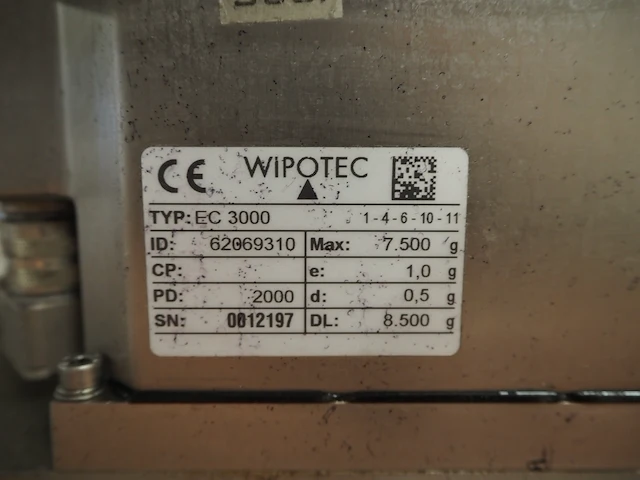 CE WIPOTEC
TYP: EC 3000 1-4-6-10-11
ID: 62069310 Max: 7.500 g
CP: e: 1,0 g
PD: 2000 d: 0,5 g
SN: 0012197 DL: 8.500 g